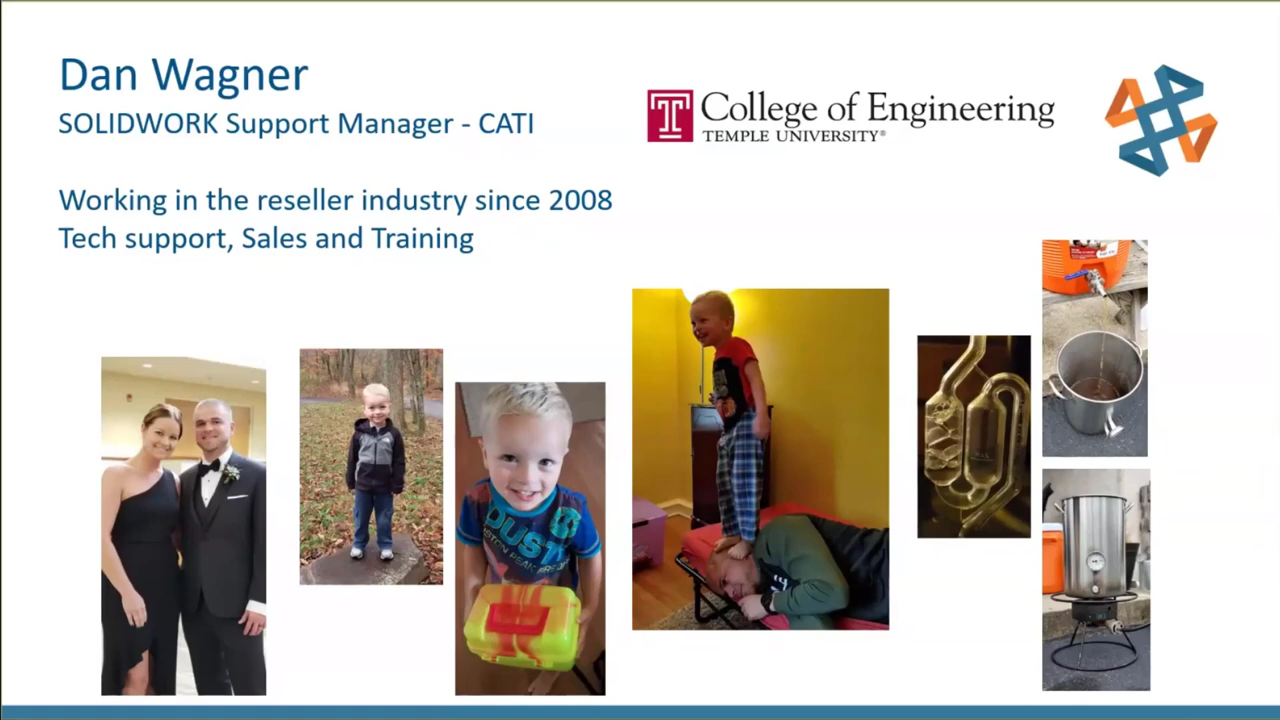 Dan Wagner
SOLIDWORK Support Manager - CATI
College of Engineering
TEMPLE UNIVERSITY®
Working in the reseller industry since 2008
Tech support, Sales and Training